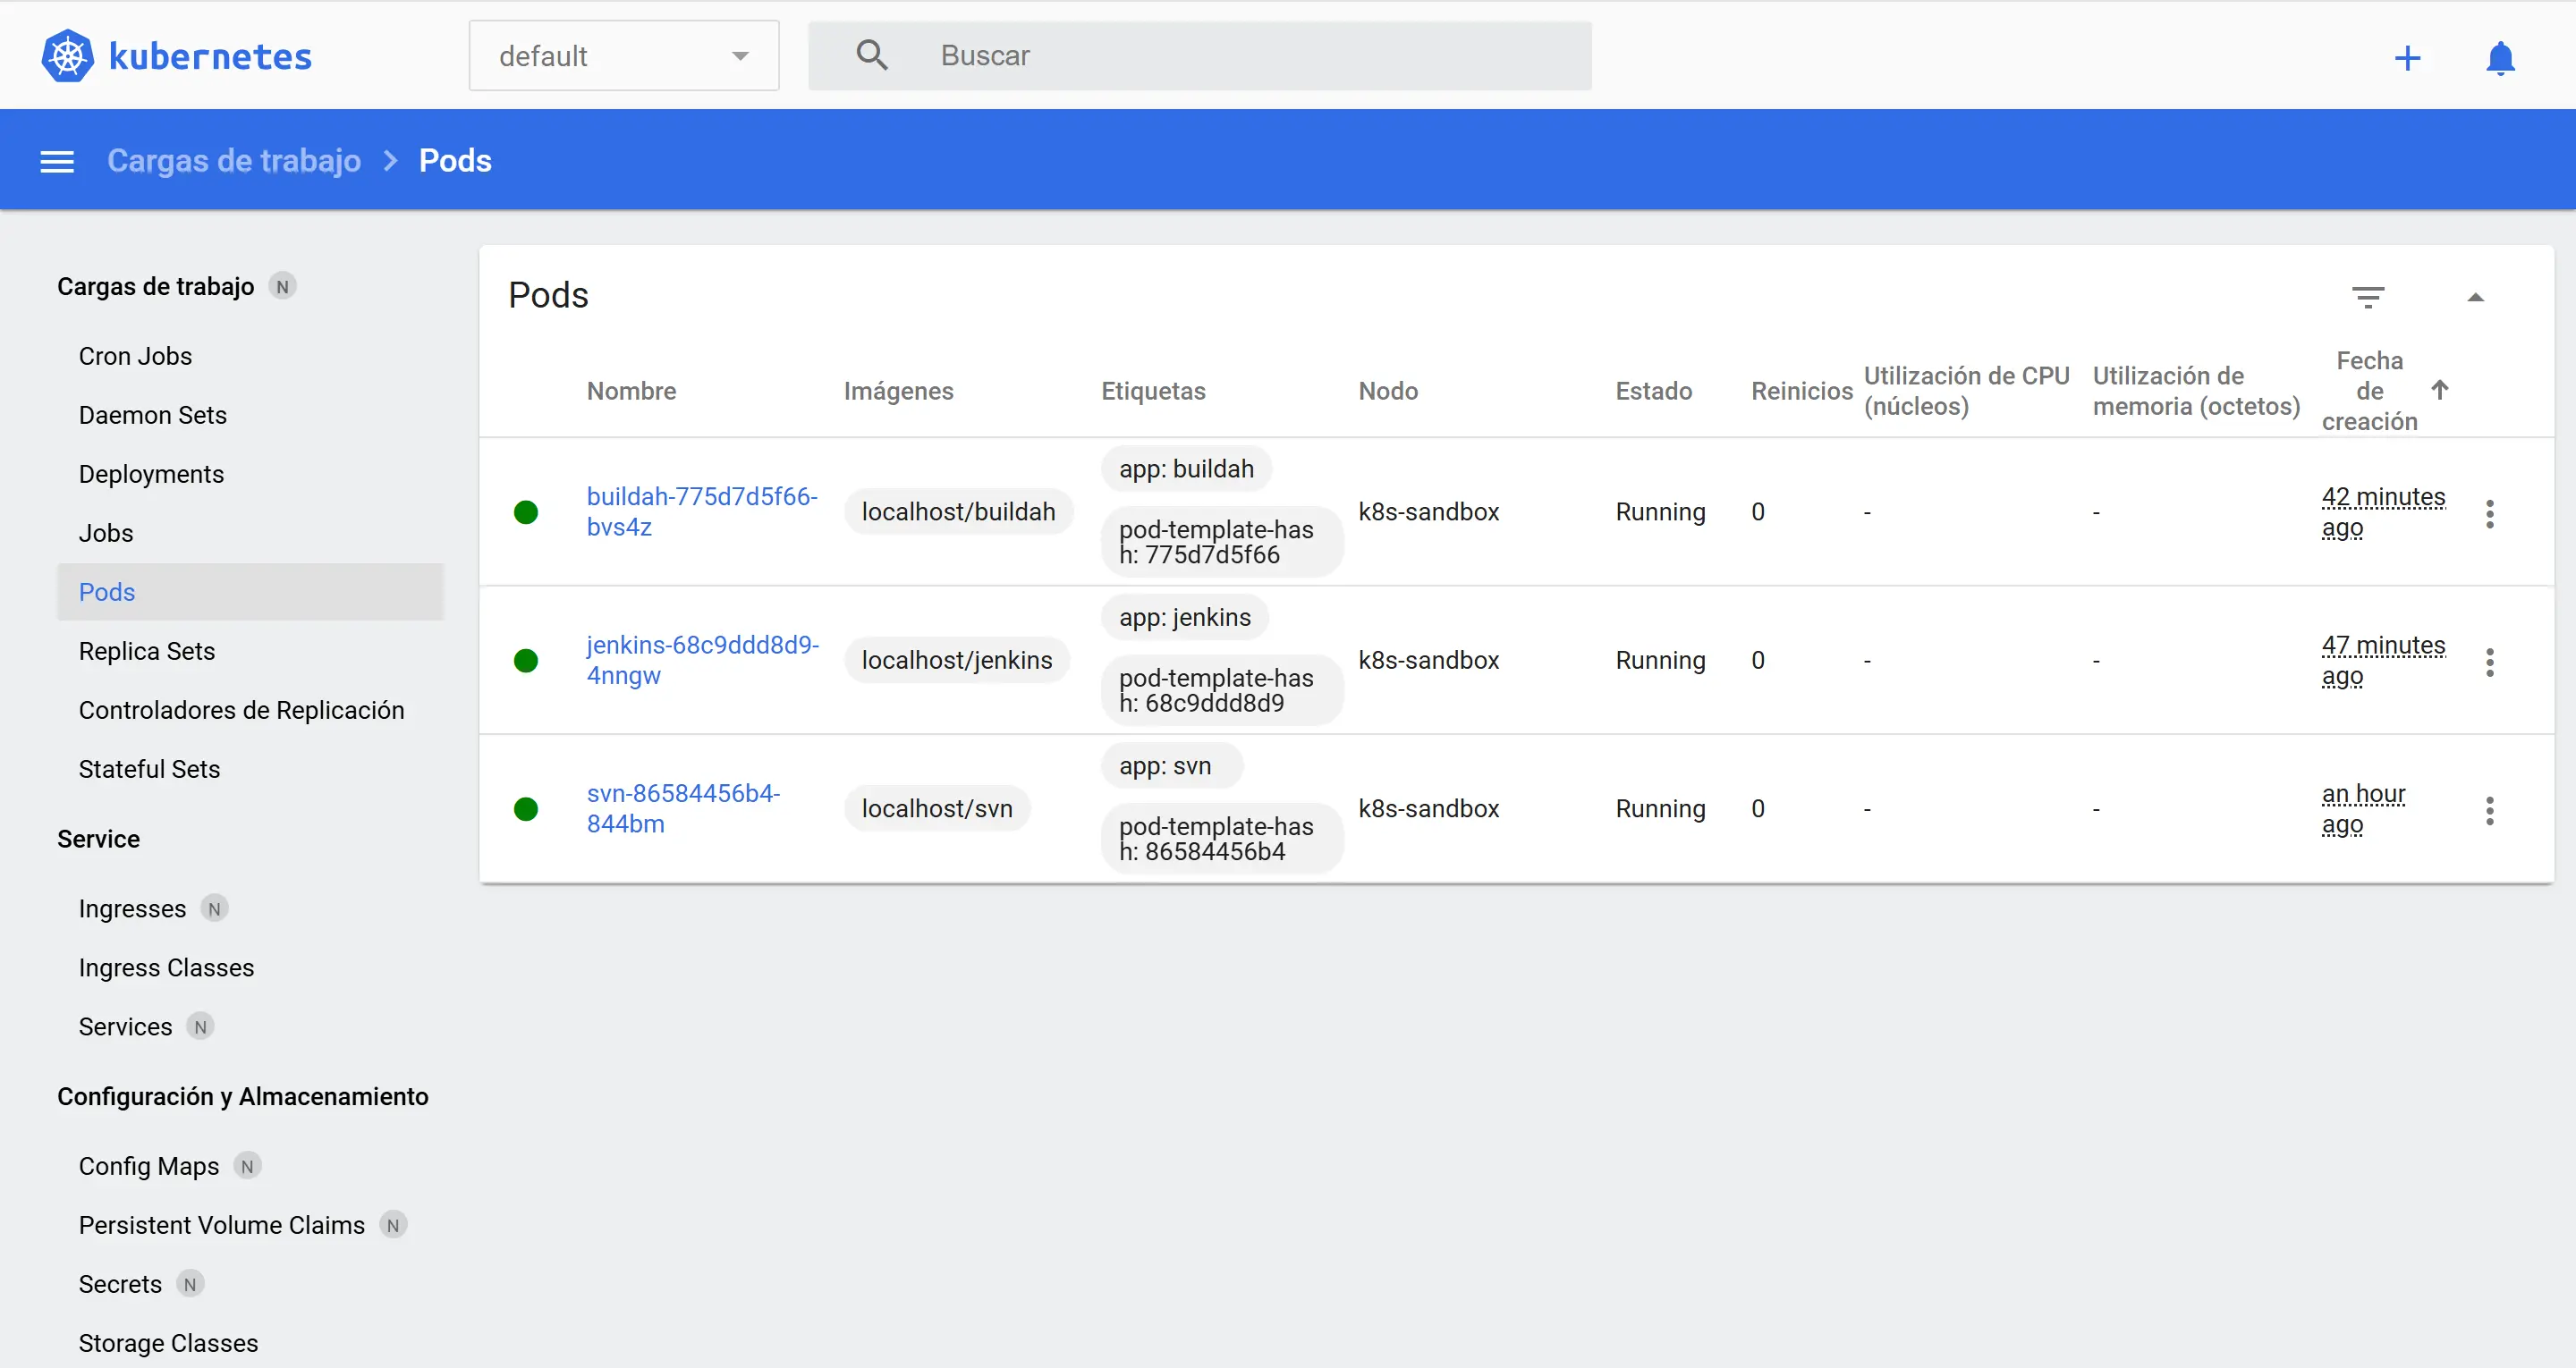 kubernetes
default
Buscar
Cargas de trabajo
Pods
Cargas de trabajo N
Cron Jobs
Daemon Sets
Deployments
Jobs
Pods
Replica Sets
Controladores de Replicación
Stateful Sets
Service
Ingresses N
Ingress Classes
Services N
Configuración y Almacenamiento
Config Maps N
Persistent Volume Claims N
Secrets N
Storage Classes
Pods
Nombre
Imágenes
Etiquetas
Nodo
Estado
Reinicios
Utilización de CPU
(núcleos)
Utilización de
memoria (octetos)
Fecha
de
creación
buildah-775d7d5f66-
bvs4z
localhost/buildah
app: buildah
pod-template-has
h: 775d7d5f66
k8s-sandbox
Running
0
-
-
42 minutes
ago
jenkins-68c9ddd8d9-
4nngw
localhost/jenkins
app: jenkins
pod-template-has
h: 68c9ddd8d9
k8s-sandbox
Running
0
-
-
47 minutes
ago
svn-86584456b4-
844bm
localhost/svn
app: svn
pod-template-has
h: 86584456b4
k8s-sandbox
Running
0
-
-
an hour
ago